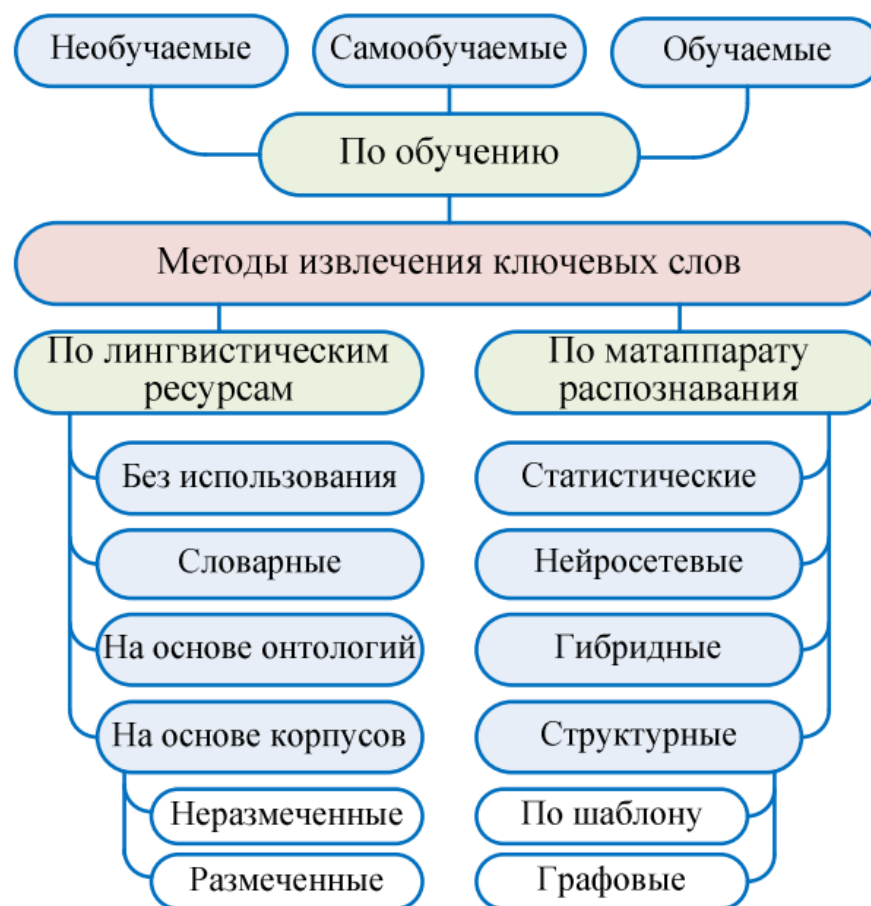 Необучаемые
Самообучаемые
Обучаемые
По обучению
Методы извлечения ключевых слов
По лингвистическим
ресурсам
Без использования
Словарные
На основе онтологий
На основе корпусов
Неразмеченные
Размеченные
По матаппарату
распознавания
Статистические
Нейросетевые
Гибридные
Структурные
По шаблону
Графовые